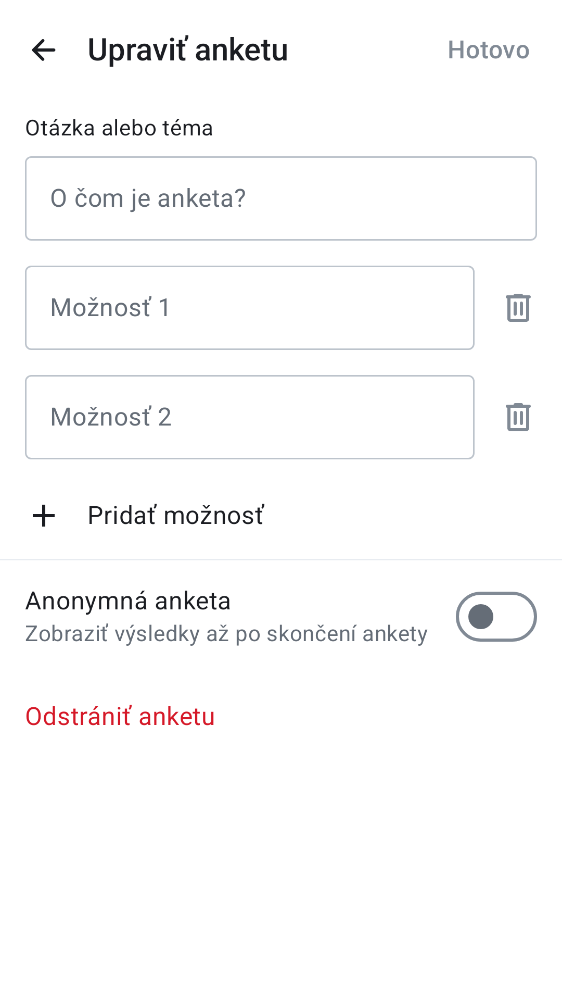 Upraviť anketu
Hotovo
Otázka alebo téma
O čom je anketa?
Možnosť 1
Možnosť 2
Pridať možnosť
Anonymná anketa
Zobraziť výsledky až po skončení ankety
Odstrániť anketu